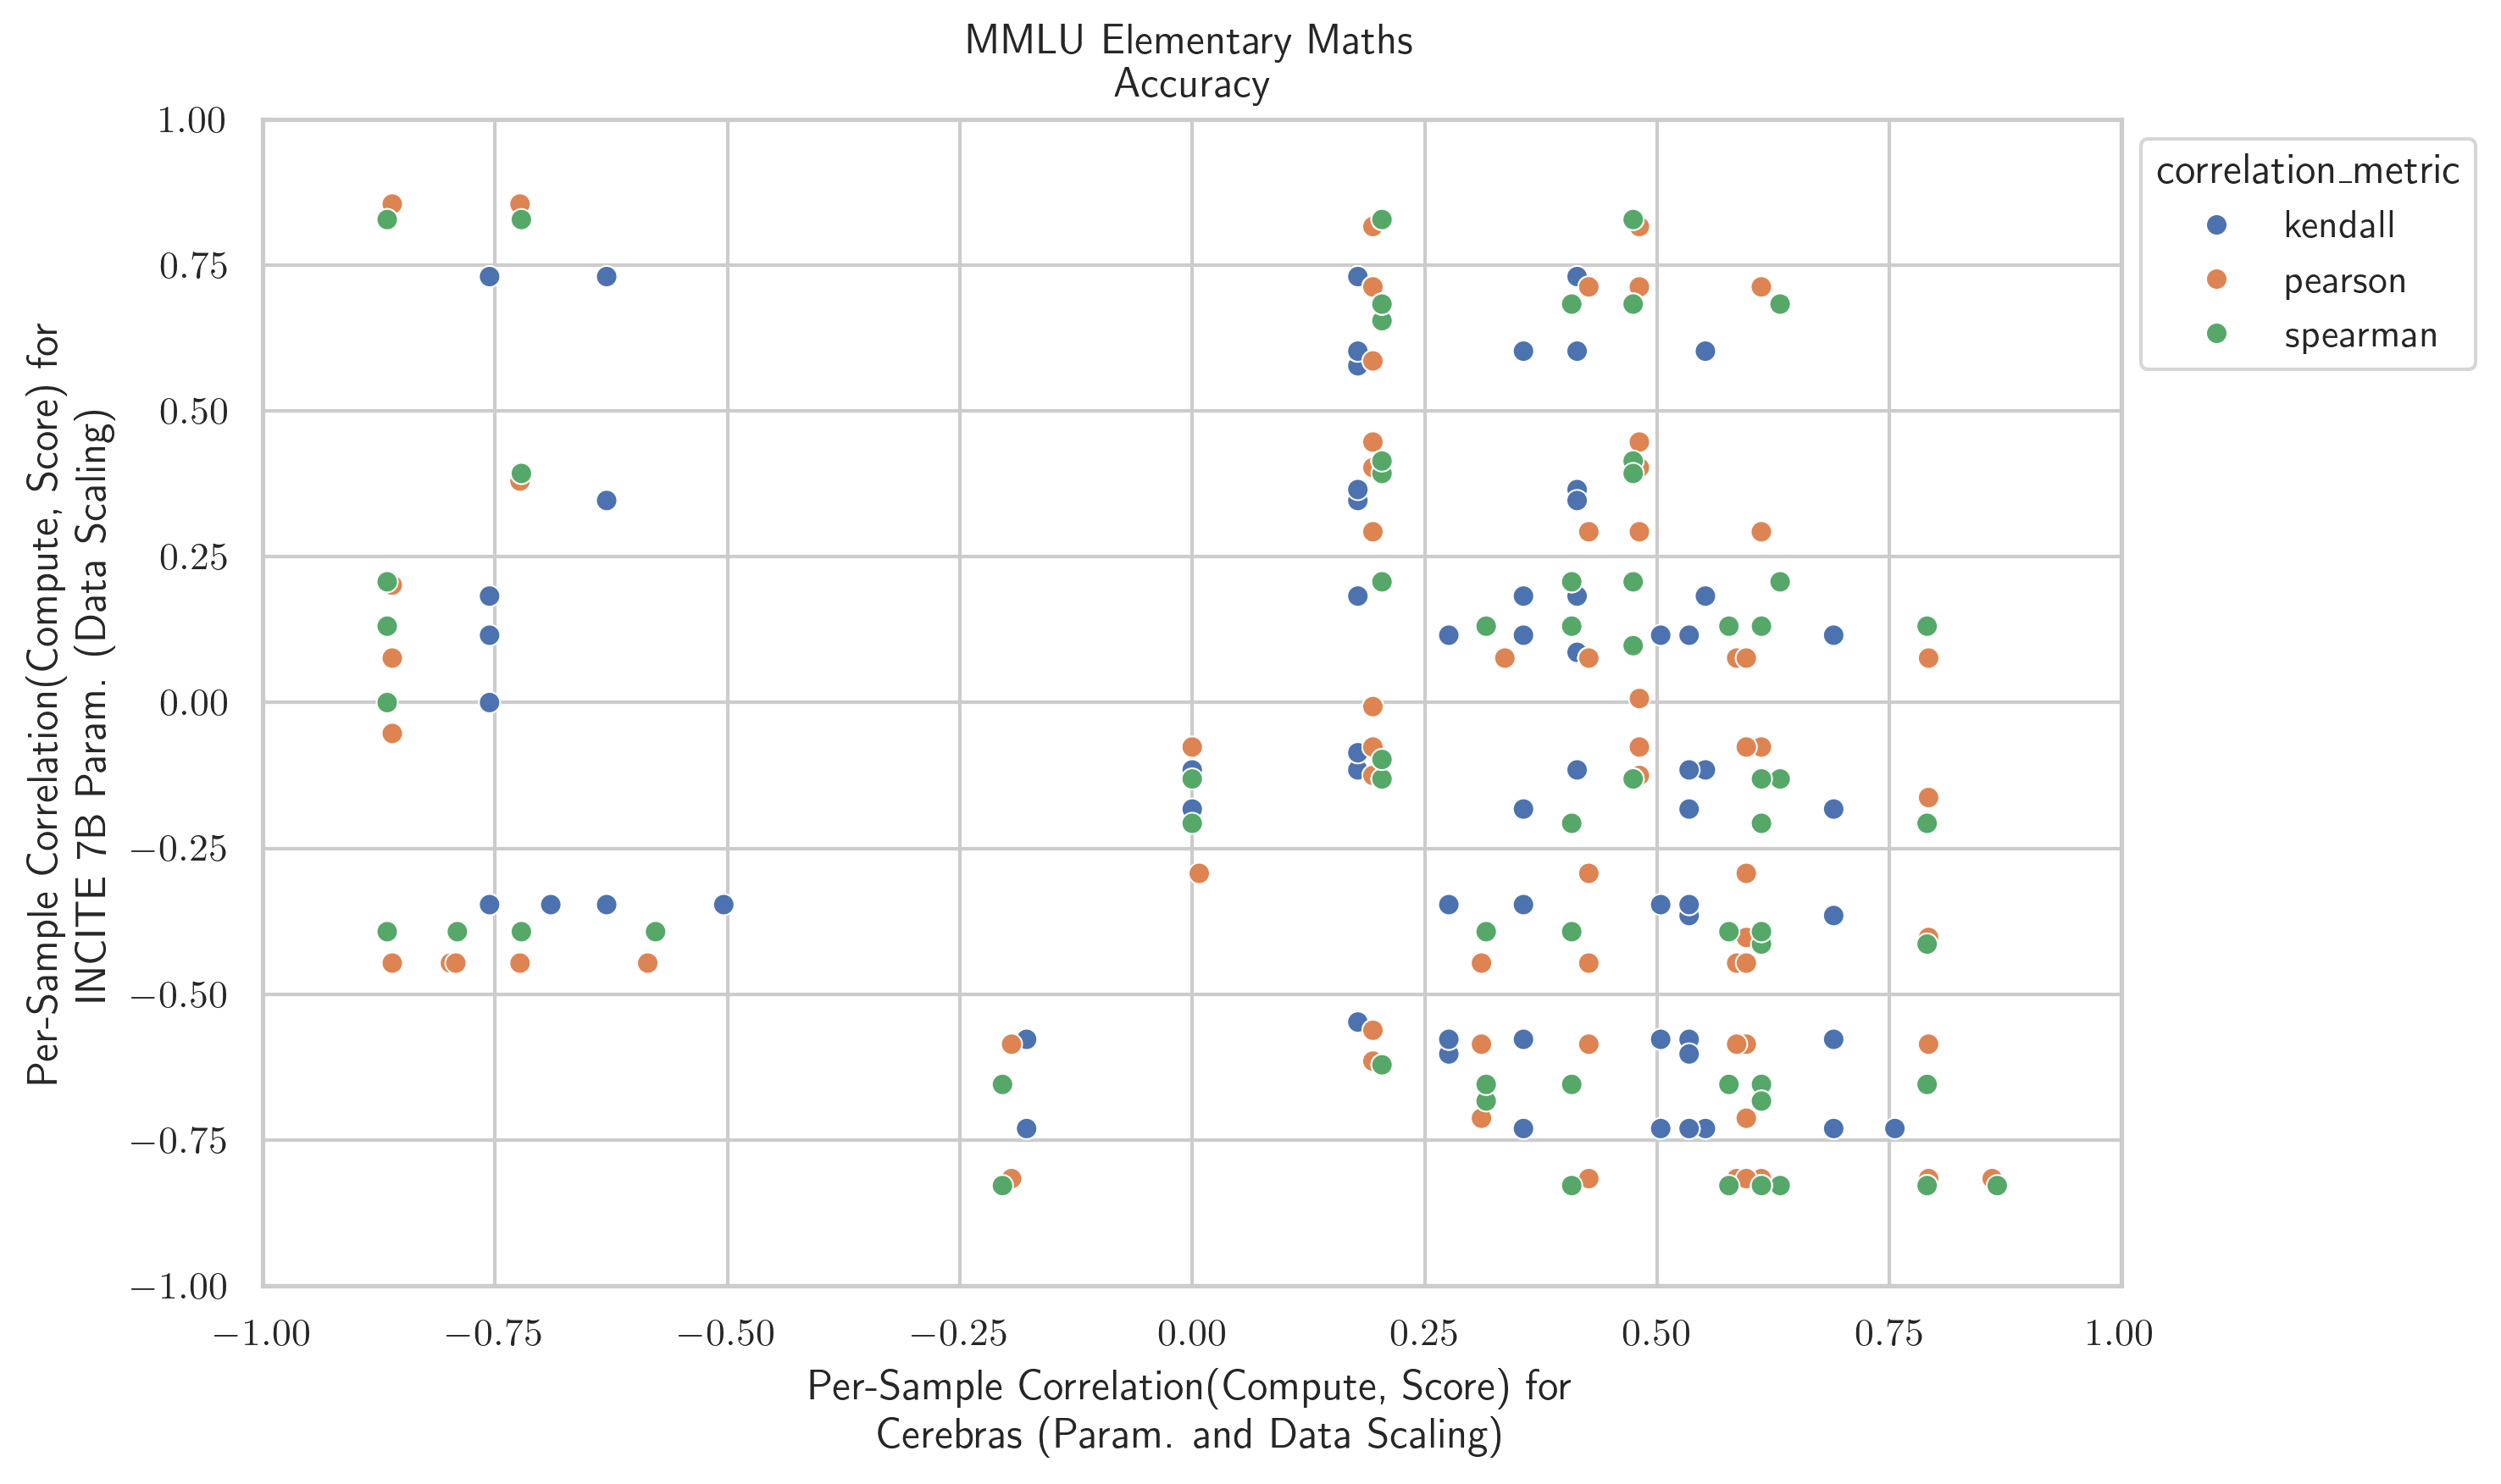 MMLU Elementary Maths
Accuracy
1.00
0.75
0.50
0.25
0.00
−0.25
−0.50
−0.75
−1.00
Per-Sample Correlation(Compute, Score) for
INCITE 7B Param. (Data Scaling)
correlation_metric
kendall
pearson
spearman
−1.00 −0.75 −0.50 −0.25 0.00 0.25 0.50 0.75 1.00
Per-Sample Correlation(Compute, Score) for
Cerebras (Param. and Data Scaling)